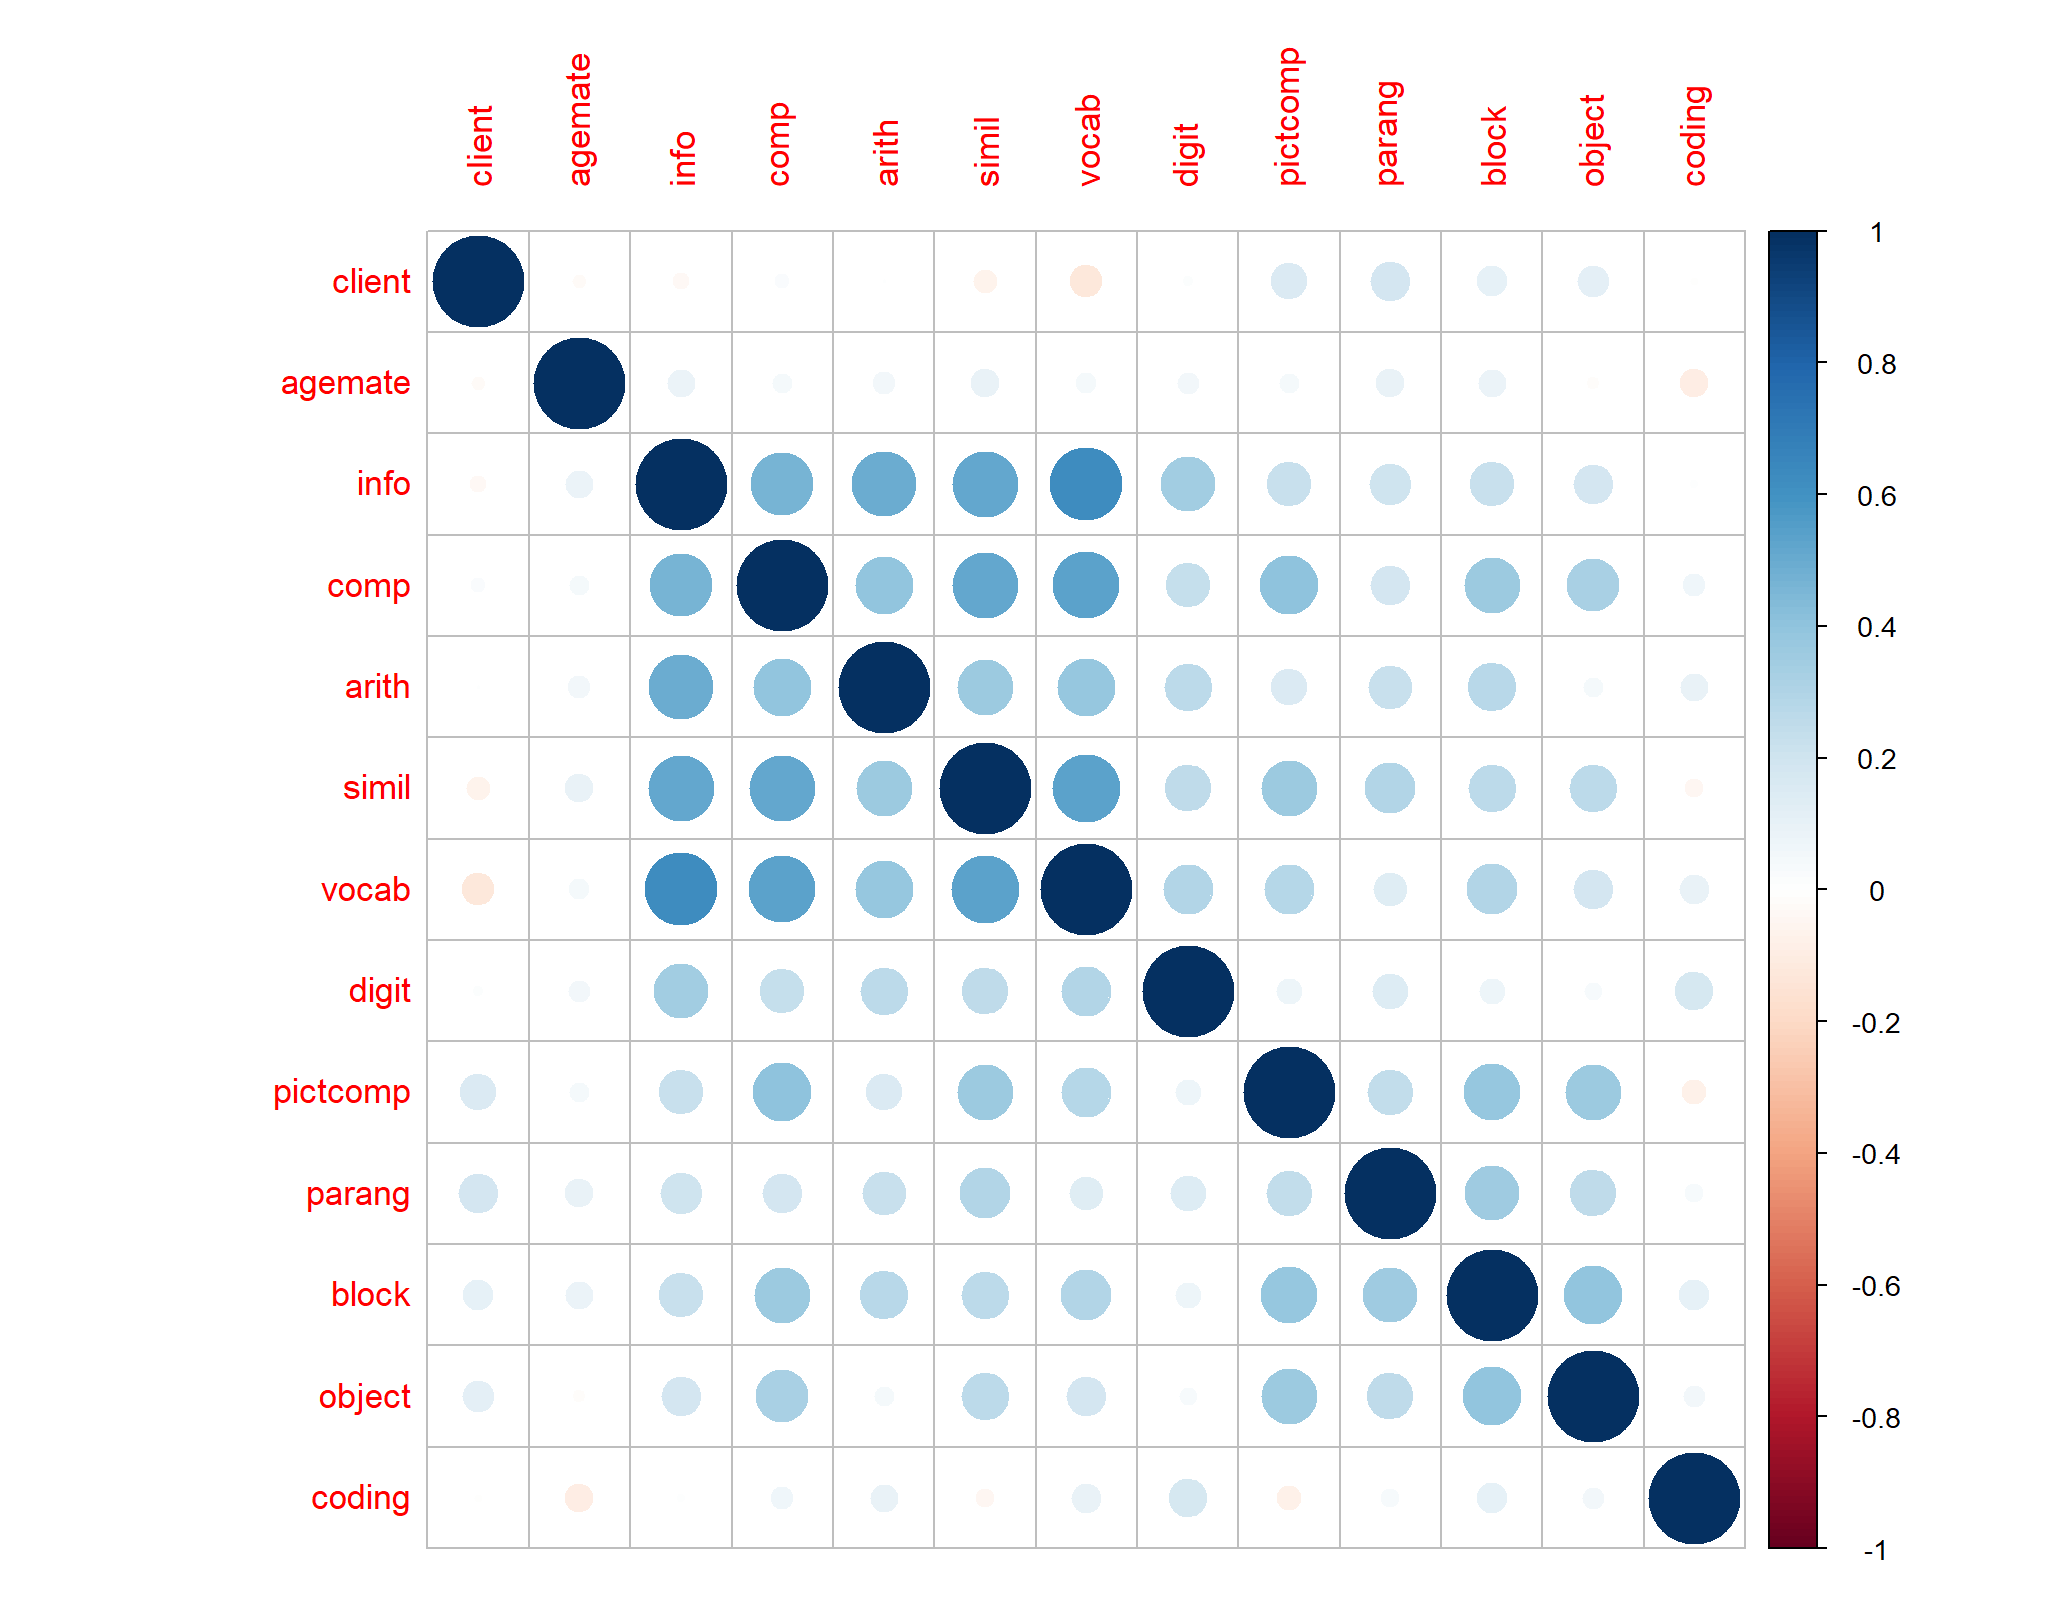 client
agemate
info
comp
arith
simil
vocab
digit
pictcomp
parang
block
object
coding
client
agemate
info
comp
arith
simil
vocab
digit
pictcomp
parang
block
object
coding
1
0.8
0.6
0.4
0.2
0
-0.2
-0.4
-0.6
-0.8
-1